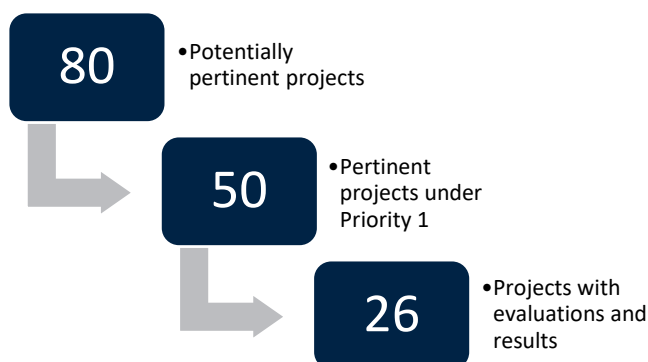 80
•Potentially
pertinent projects
50
•Pertinent
projects under
Priority 1
26
•Projects with
evaluations and
results